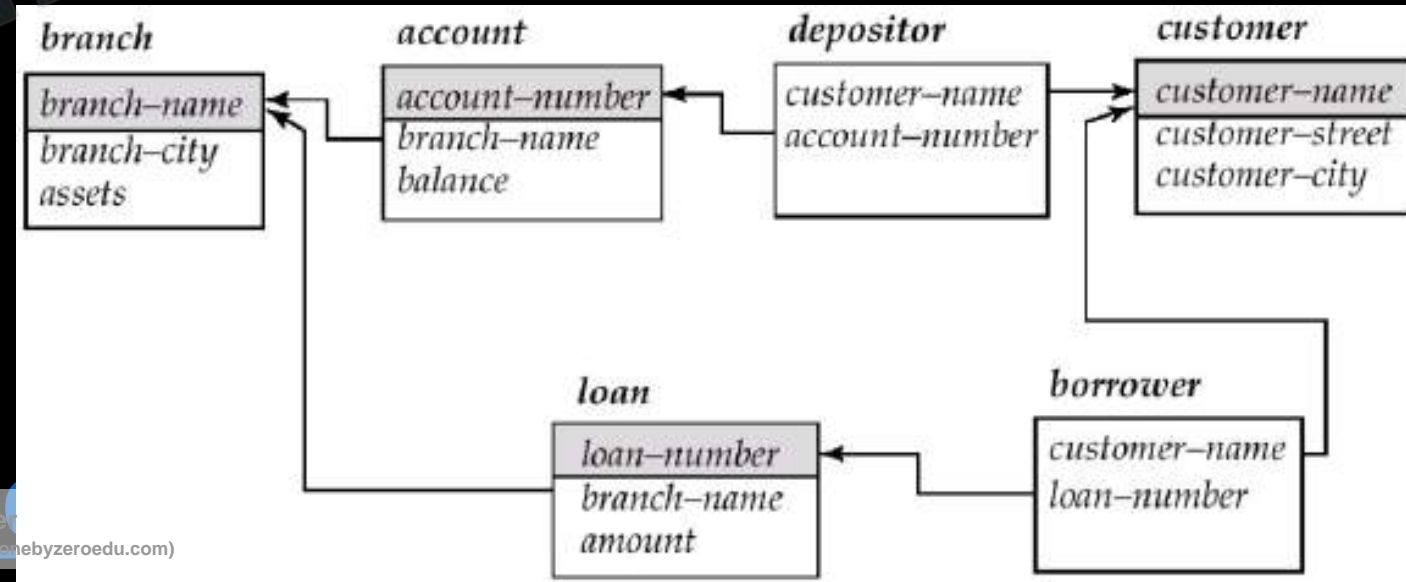 branch
branch–name
branch–city
assets
account
account–number
branch–name
balance
depositor
customer–name
account–number
customer
customer–name
customer–street
customer–city
loan
loan–number
branch–name
amount
borrower
customer–name
loan–number
onebyzeroedu.com)